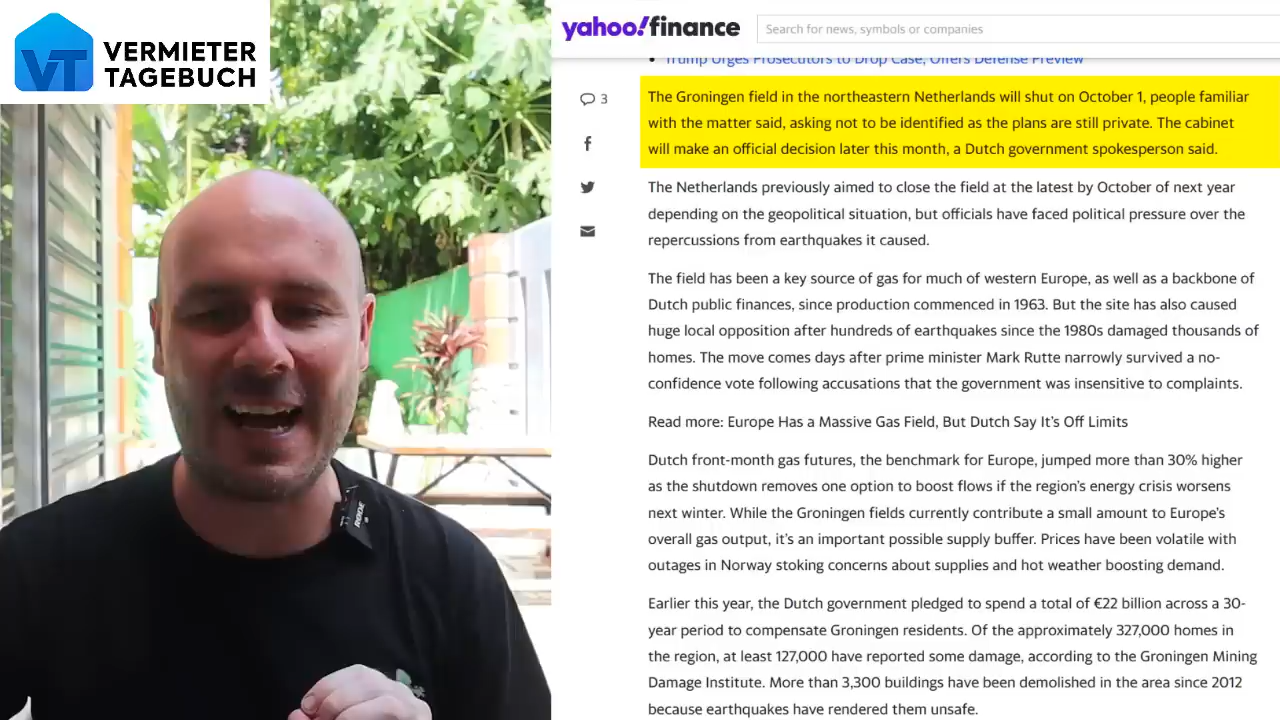 VERMIETER
TAGEBUCH
VT
yahoo!finance
Search for news, symbols or companies
Trump Urges Prosecutors to Drop Case, Offers Defense Preview
3
The Groningen field in the northeastern Netherlands will shut on October 1, people familiar
with the matter said, asking not to be identified as the plans are still private. The cabinet
will make an official decision later this month, a Dutch government spokesperson said.
The Netherlands previously aimed to close the field at the latest by October of next year
depending on the geopolitical situation, but officials have faced political pressure over the
repercussions from earthquakes it caused.
The field has been a key source of gas for much of western Europe, as well as a backbone of
Dutch public finances, since production commenced in 1963. But the site has also caused
huge local opposition after hundreds of earthquakes since the 1980s damaged thousands of
homes. The move comes days after prime minister Mark Rutte narrowly survived a no-
confidence vote following accusations that the government was insensitive to complaints.
Read more: Europe Has a Massive Gas Field, But Dutch Say It's Off Limits
Dutch front-month gas futures, the benchmark for Europe, jumped more than 30% higher
as the shutdown removes one option to boost flows if the region's energy crisis worsens
next winter. While the Groningen fields currently contribute a small amount to Europe's
overall gas output, it's an important possible supply buffer. Prices have been volatile with
outages in Norway stoking concerns about supplies and hot weather boosting demand.
Earlier this year, the Dutch government pledged to spend a total of €22 billion across a 30-
year period to compensate Groningen residents. Of the approximately 327,000 homes in
the region, at least 127,000 have reported some damage, according to the Groningen Mining
Damage Institute. More than 3,300 buildings have been demolished in the area since 2012
because earthquakes have rendered them unsafe.
RØDE